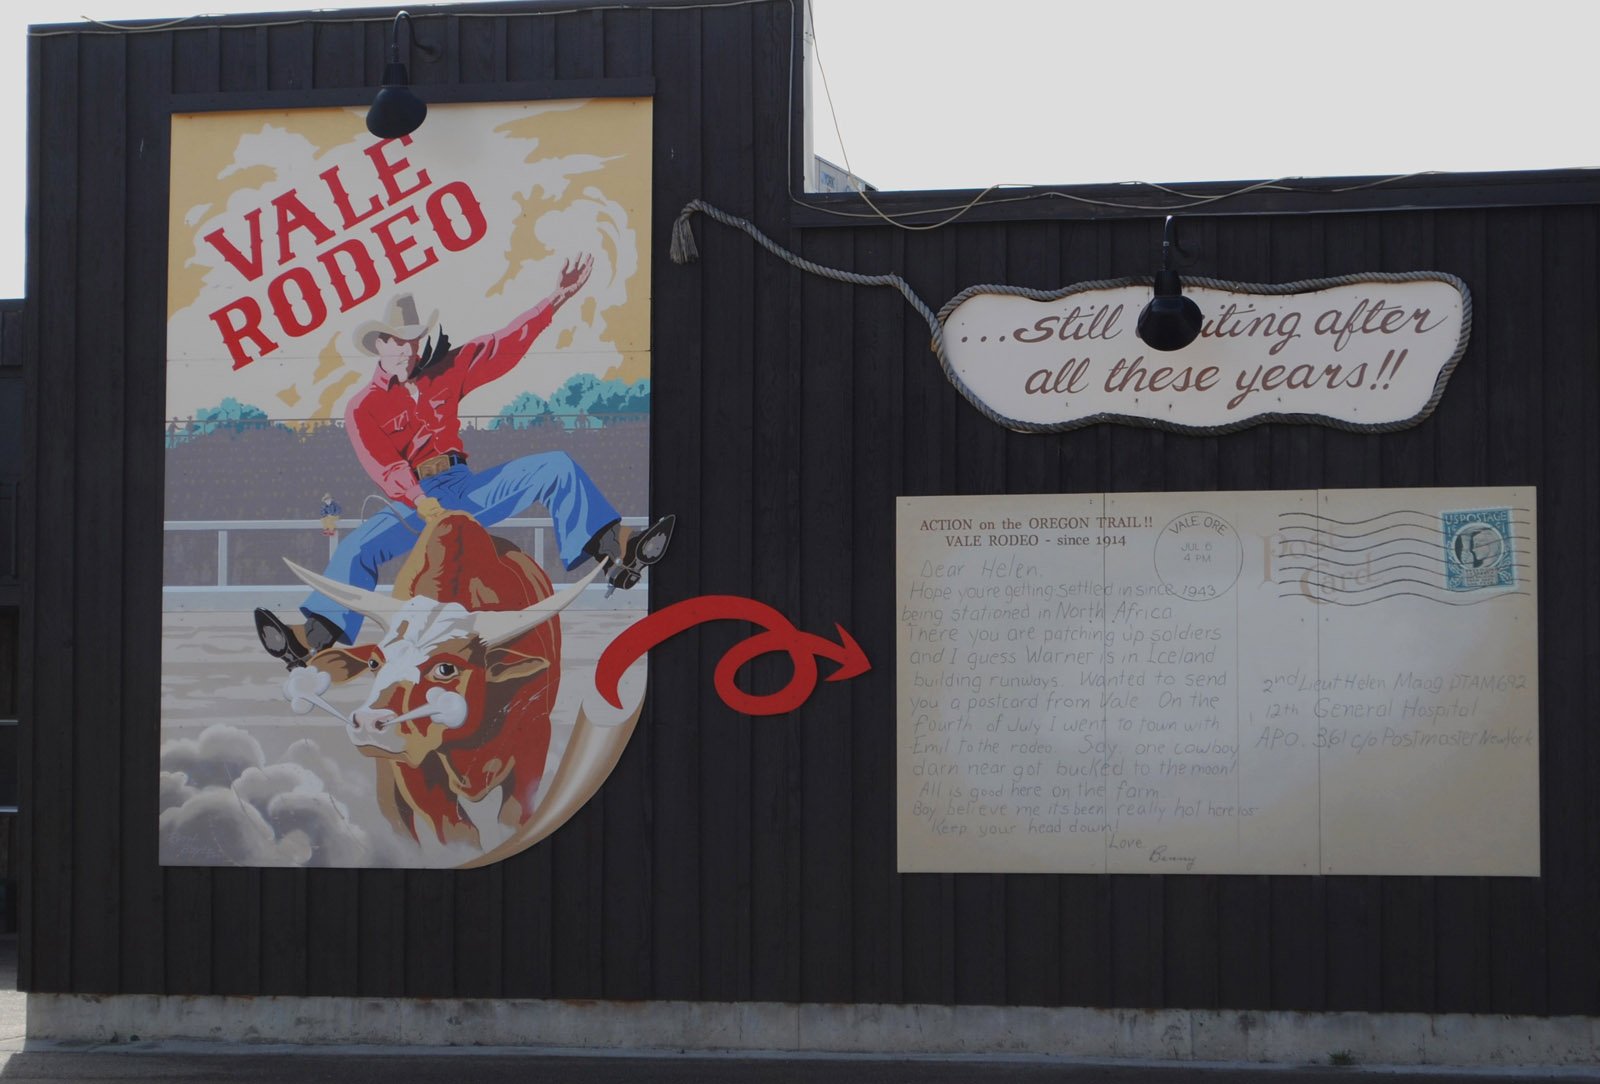 VALE
RODEO
...still iting after
all these years!!
ACTION on the OREGON TRAIL!!
VALE RODEO - since 1914
VALE ORE
JUL 6
4 PM
1943
Post
Card
US POSTAGE
Dear Helen,
Hope you're getting settled in since
being stationed in North Africa
There you are patching up soldiers
and I guess Warner is in Iceland
building runways. Wanted to send
you a postcard from Vale. On the
fourth of July I went to town with
Emil to the rodeo. Say, one cowboy
darn near got bucked to the moon!
All is good here on the farm.
Boy believe me its been really hot here 105°
Keep your head down!
Love
Benny
2nd Lieut Helen Maag DTAM692
12th General Hospital
APO. 361 c/o Postmaster New York